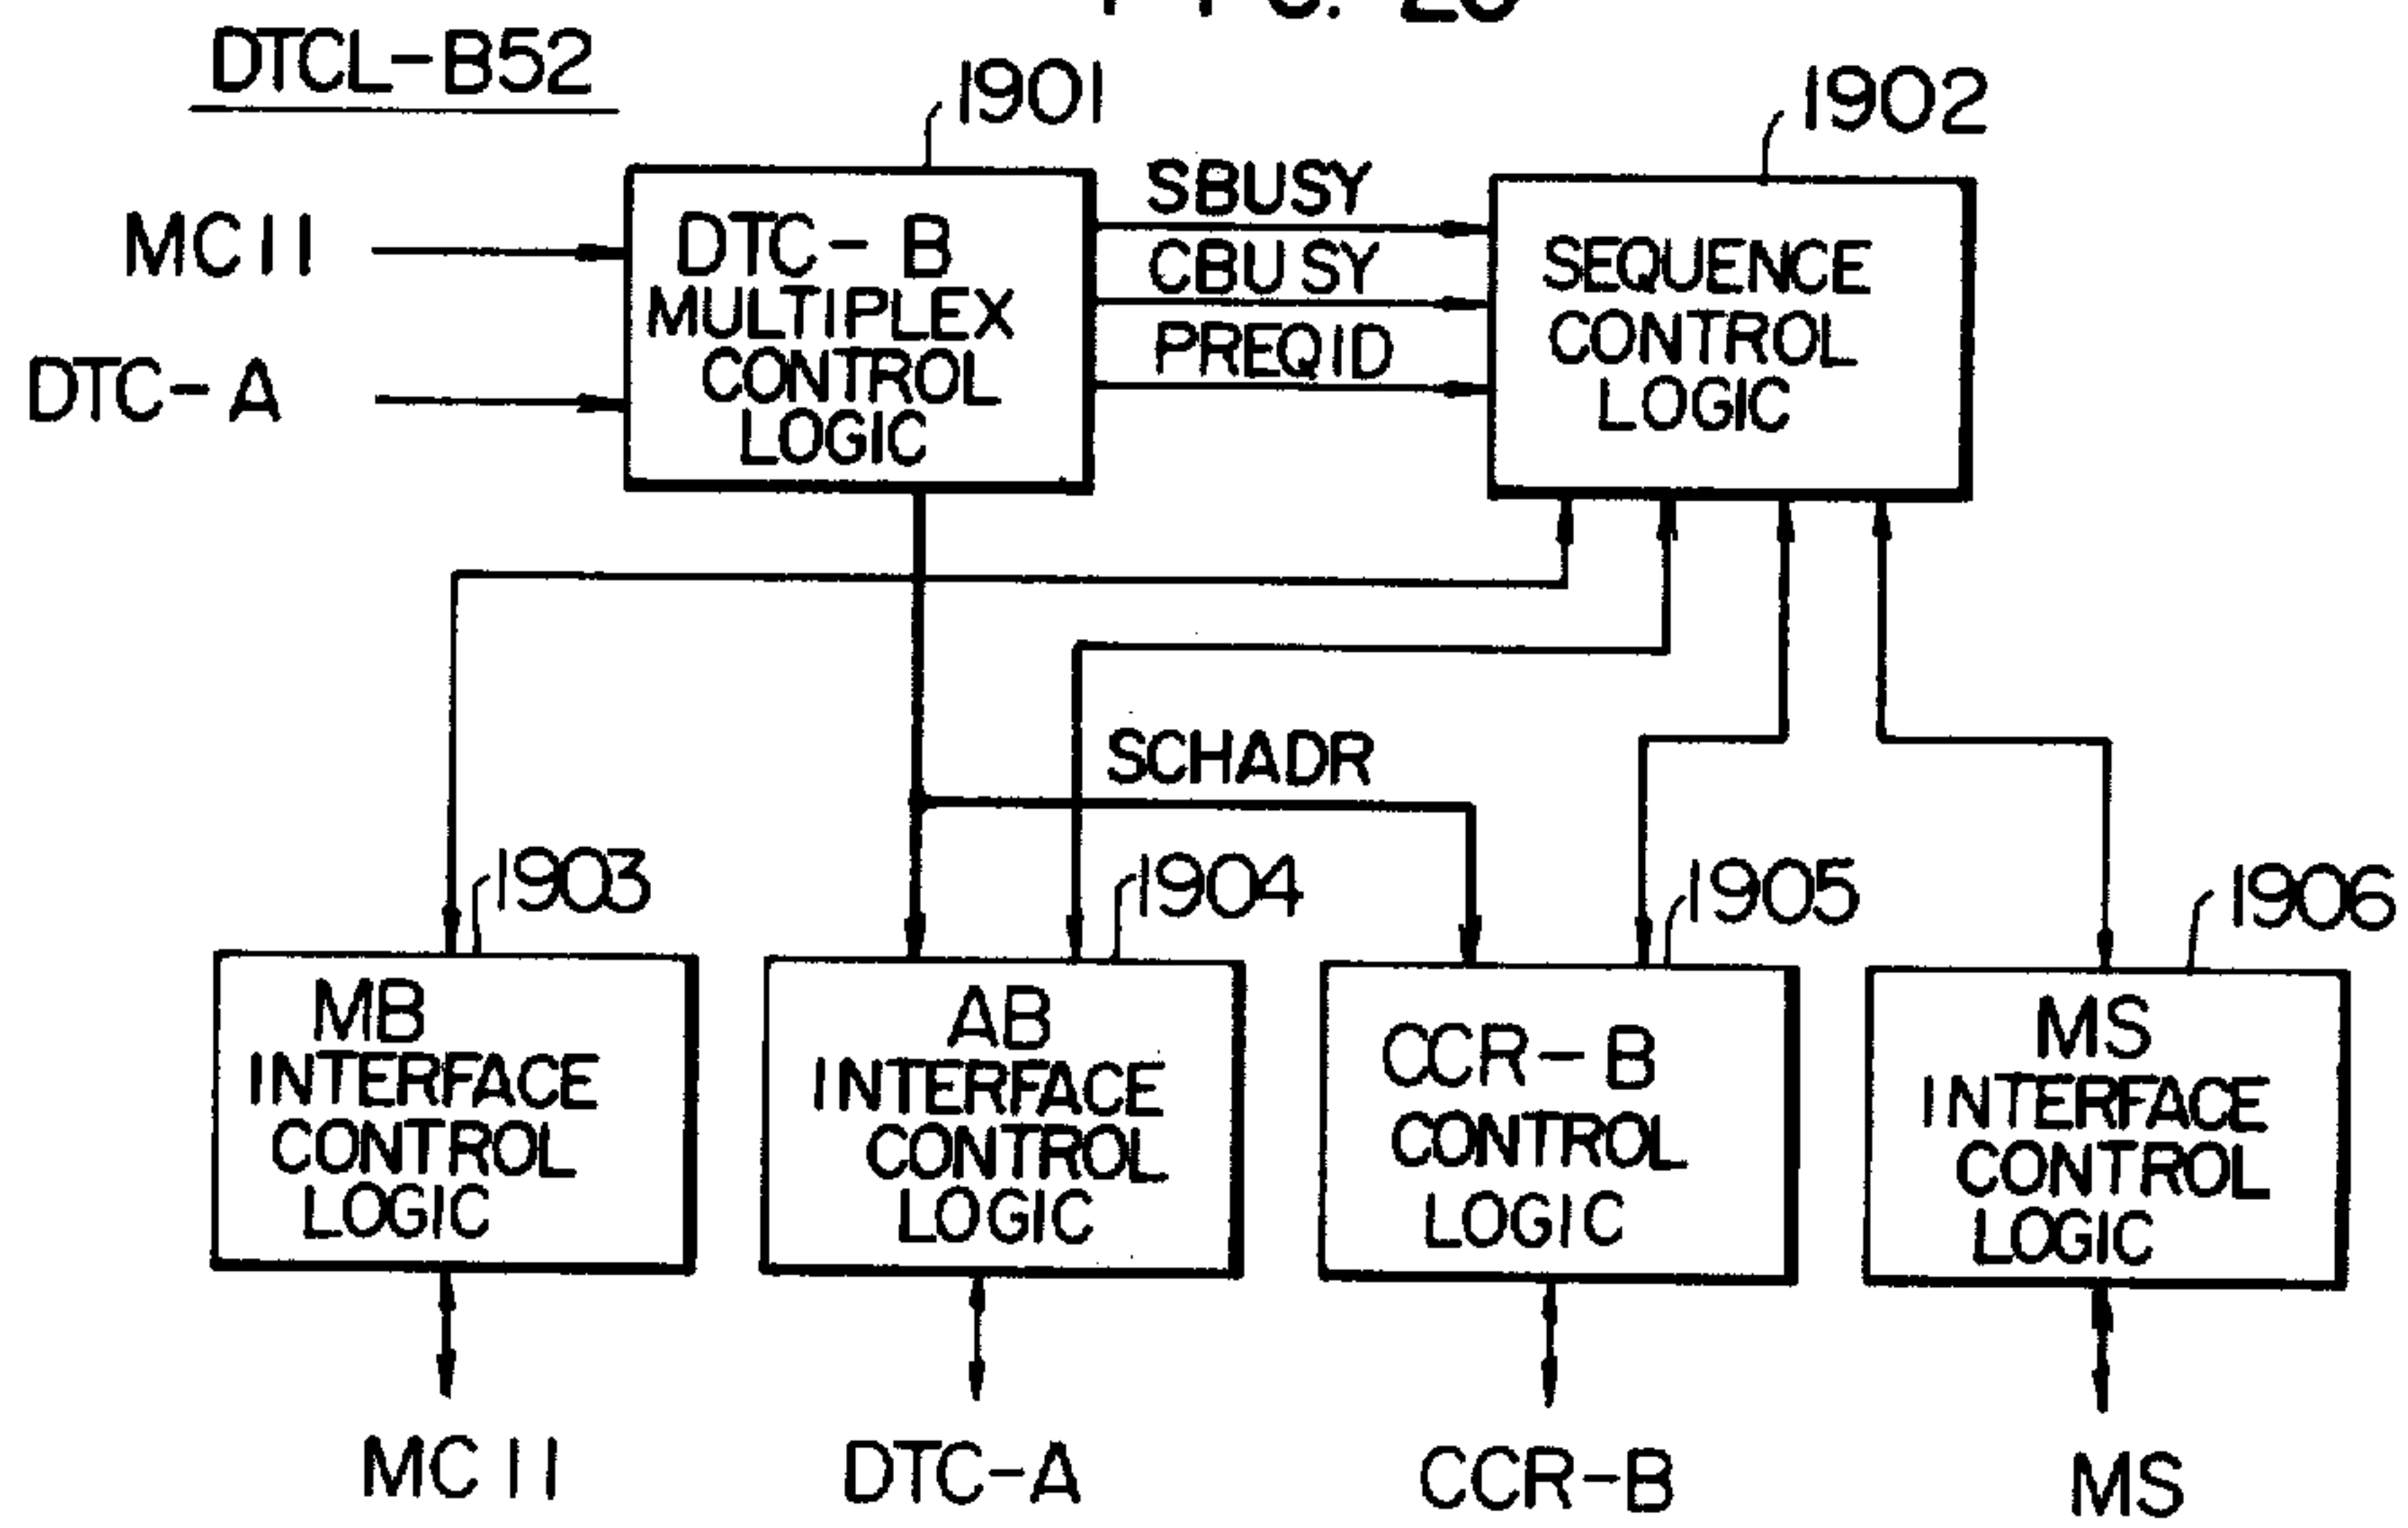 DTCL-B52
1901
1902
MC11
DTC-A
DTC-B
MULTIPLEX
CONTROL
LOGIC
SBUSY
CBUSY
PREQID
SEQUENCE
CONTROL
LOGIC
SCHADR
1903
1904
1905
1906
MB
INTERFACE
CONTROL
LOGIC
AB
INTERFACE
CONTROL
LOGIC
CCR-B
CONTROL
LOGIC
MS
INTERFACE
CONTROL
LOGIC
MC11
DTC-A
CCR-B
MS